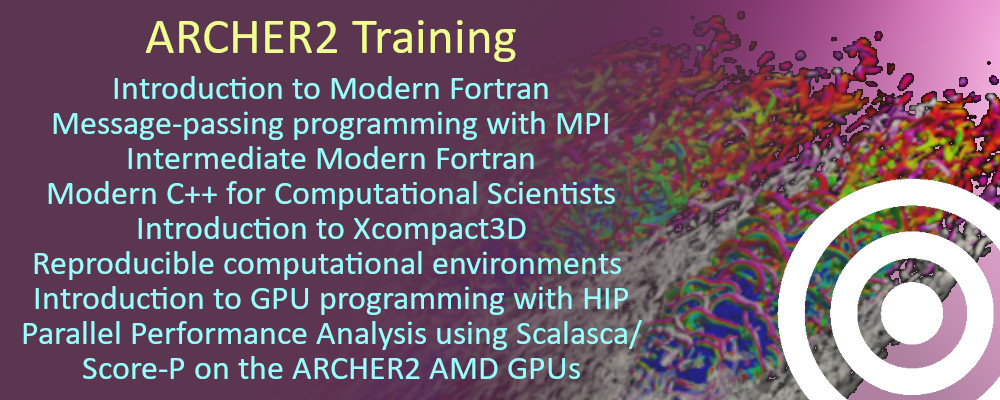 ARCHER2 Training
Introduction to Modern Fortran
Message-passing programming with MPI
Intermediate Modern Fortran
Modern C++ for Computational Scientists
Introduction to Xcompact3D
Reproducible computational environments
Introduction to GPU programming with HIP
Parallel Performance Analysis using Scalasca/
Score-P on the ARCHER2 AMD GPUs